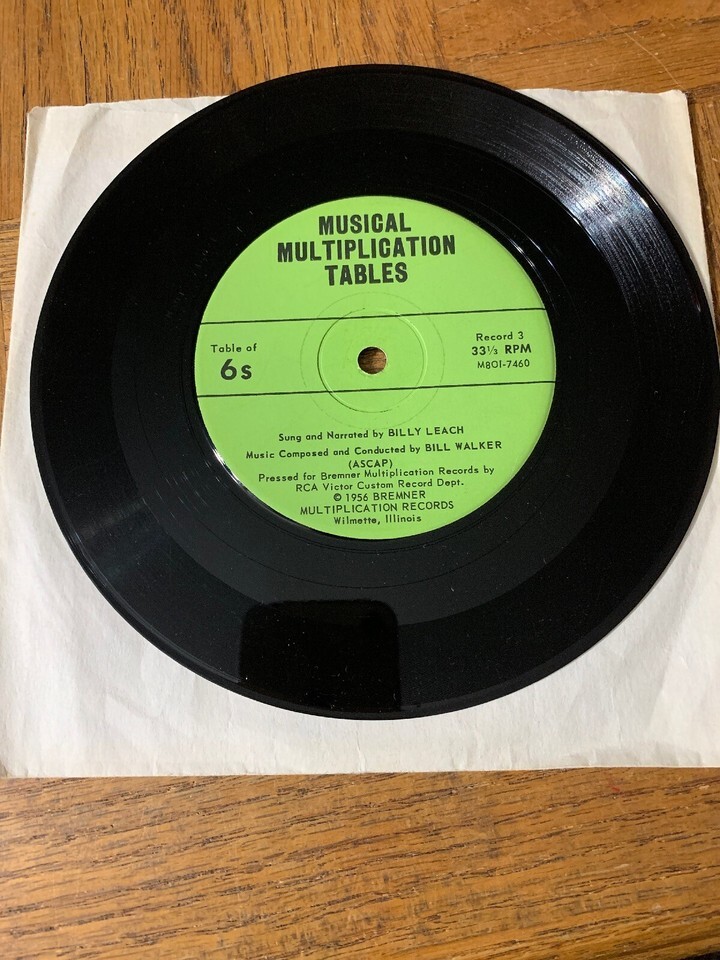 MUSICAL
MULTIPLICATION
TABLES
Table of
6s
Record 3
33⅓ RPM
M8OI-7460
Sung and Narrated by BILLY LEACH
Music Composed and Conducted by BILL WALKER
(ASCAP)
Pressed for Bremner Multiplication Records by
RCA Victor Custom Record Dept.
© 1956 BREMNER
MULTIPLICATION RECORDS
Wilmette, Illinois